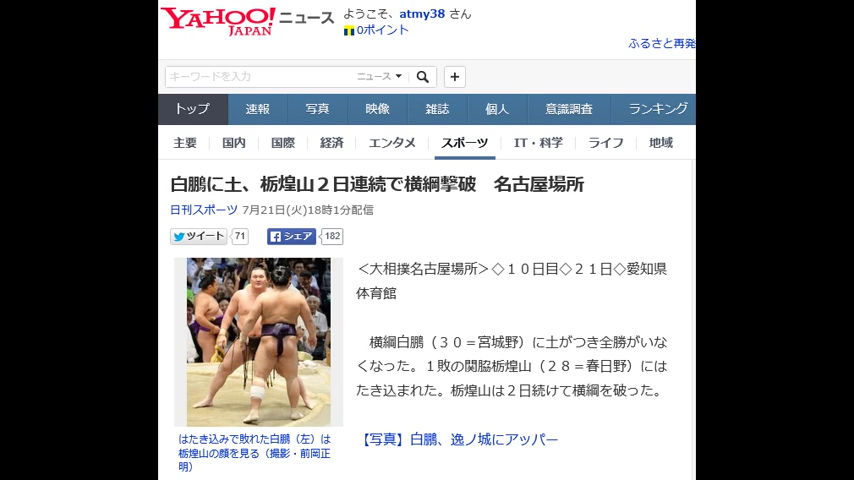 YAHOO! JAPAN ニュース
ようこそ、atmy38 さん
0ポイント
ふるさと再発
キーワードを入力 ニュース
トップ 速報 写真 映像 雑誌 個人 意識調査 ランキング
主要 国内 国際 経済 エンタメ スポーツ IT・科学 ライフ 地域
白鵬に土、栃煌山２日連続で横綱撃破　名古屋場所
日刊スポーツ 7月21日(火)18時1分配信
ツイート 71 シェア 182
＜大相撲名古屋場所＞◇１０日目◇２１日◇愛知県
体育館
横綱白鵬（３０＝宮城野）に土がつき全勝がいな
くなった。１敗の関脇栃煌山（２８＝春日野）には
たき込まれた。栃煌山は２日続けて横綱を破った。
【写真】白鵬、逸ノ城にアッパー
はたき込みで敗れた白鵬（左）は
栃煌山の顔を見る（撮影・前岡正
明）